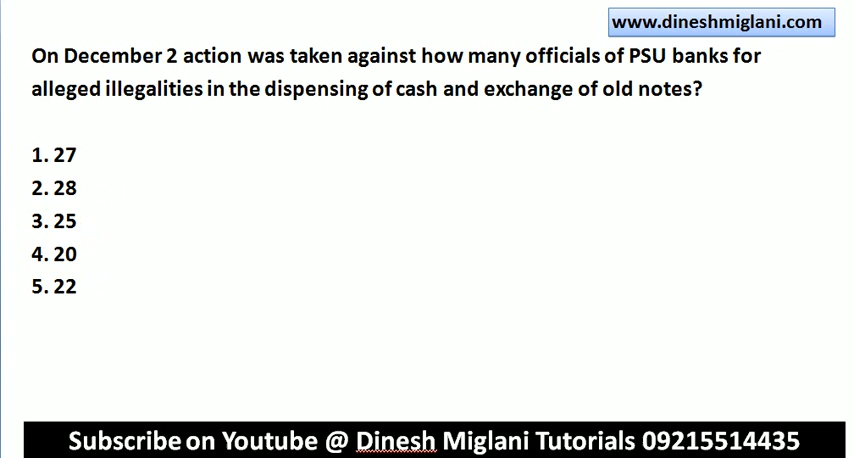 www.dineshmiglani.com
On December 2 action was taken against how many officials of PSU banks for
alleged illegalities in the dispensing of cash and exchange of old notes?
1. 27
2. 28
3. 25
4. 20
5. 22
Subscribe on Youtube @ Dinesh Miglani Tutorials 09215514435